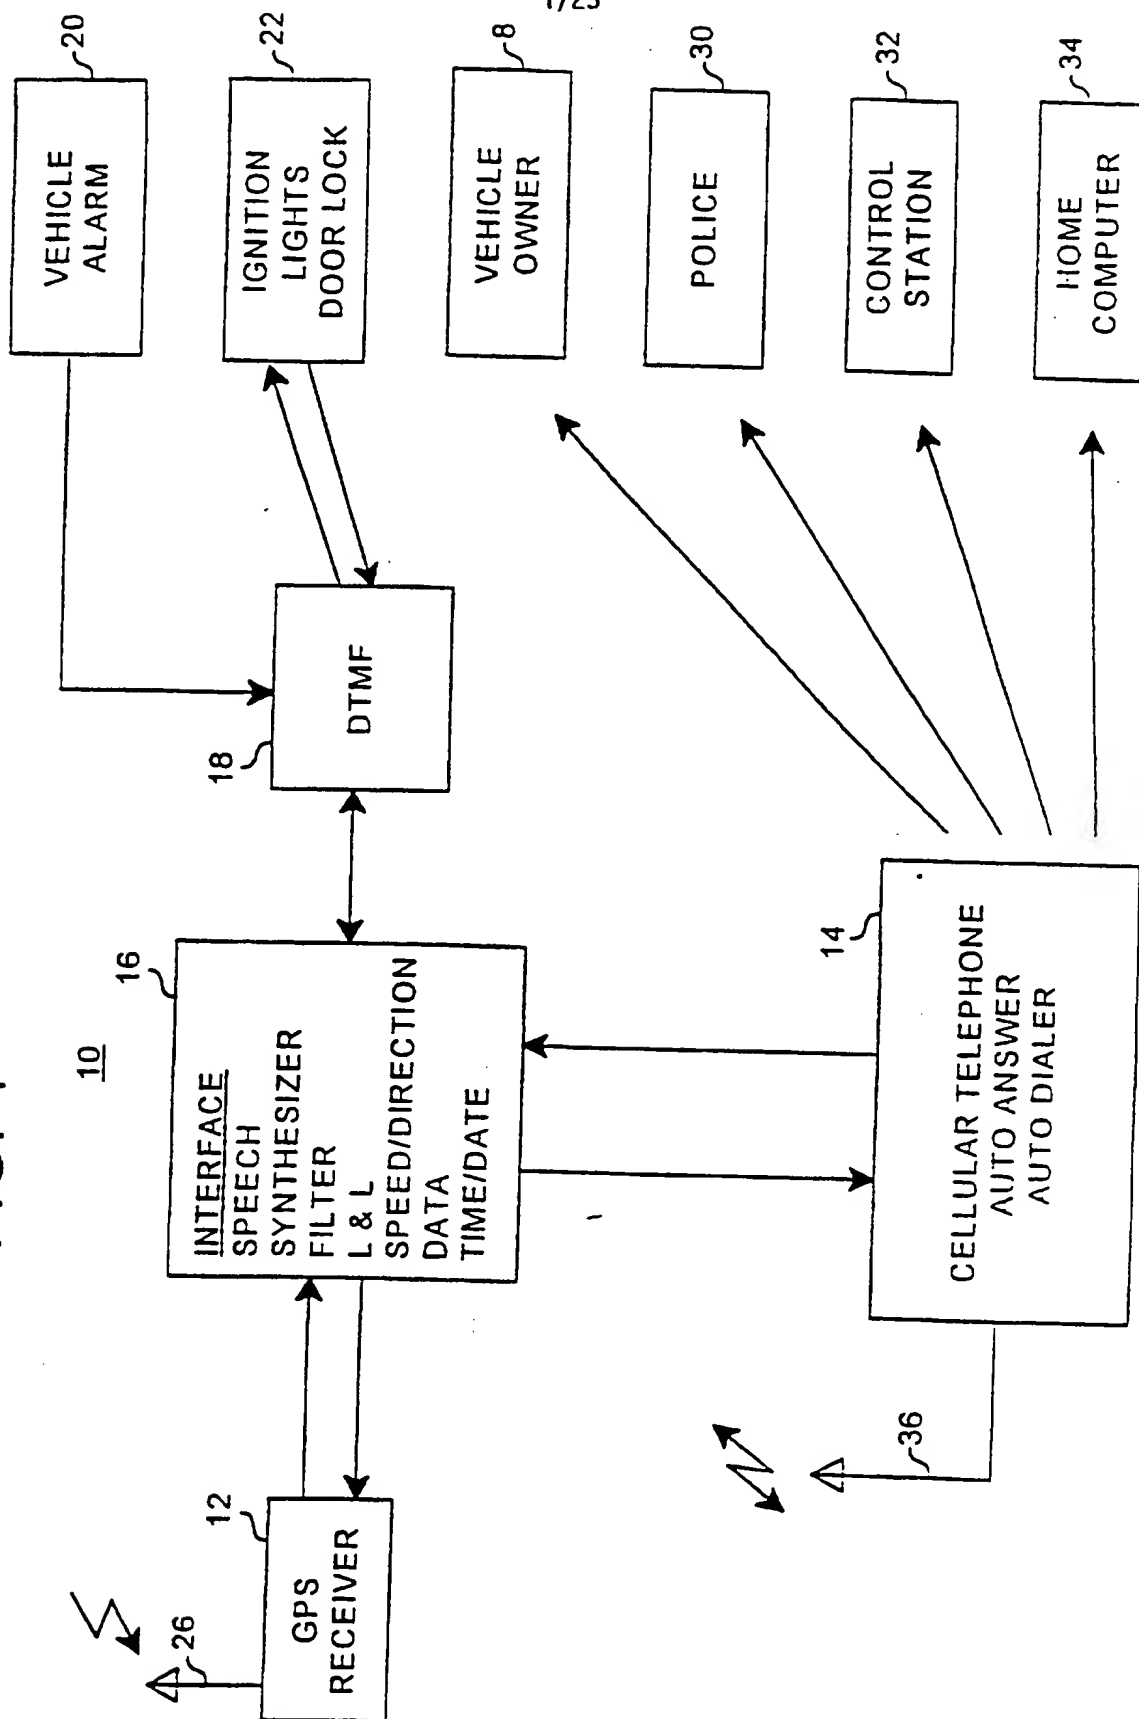 1/25
10
20
VEHICLE
ALARM
22
IGNITION
LIGHTS
DOOR LOCK
8
VEHICLE
OWNER
30
POLICE
32
CONTROL
STATION
34
HOME
COMPUTER
18
DTMF
16
INTERFACE
SPEECH
SYNTHESIZER
FILTER
L & L
SPEED/DIRECTION
DATA
TIME/DATE
14
CELLULAR TELEPHONE
AUTO ANSWER
AUTO DIALER
12
GPS
RECEIVER
26
36